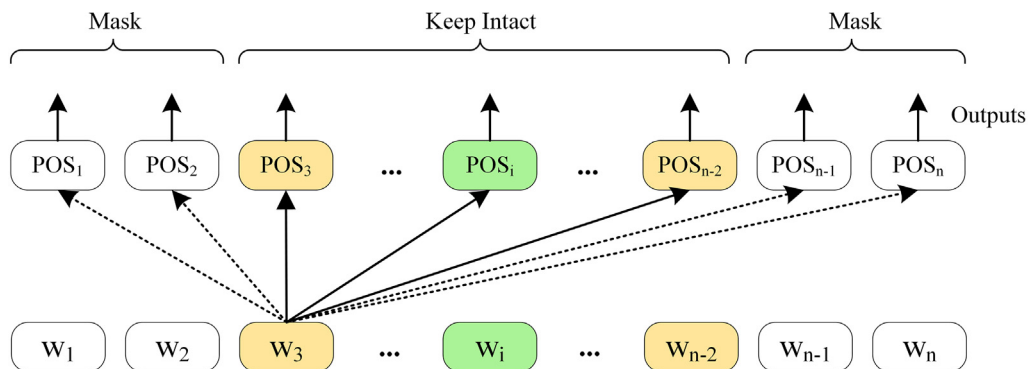 Mask Keep Intact Mask
Outputs
POS₁ POS₂ POS₃ ... POSᵢ ... POSₙ₋₂ POSₙ₋₁ POSₙ
W₁ W₂ W₃ ... Wᵢ ... Wₙ₋₂ Wₙ₋₁ Wₙ